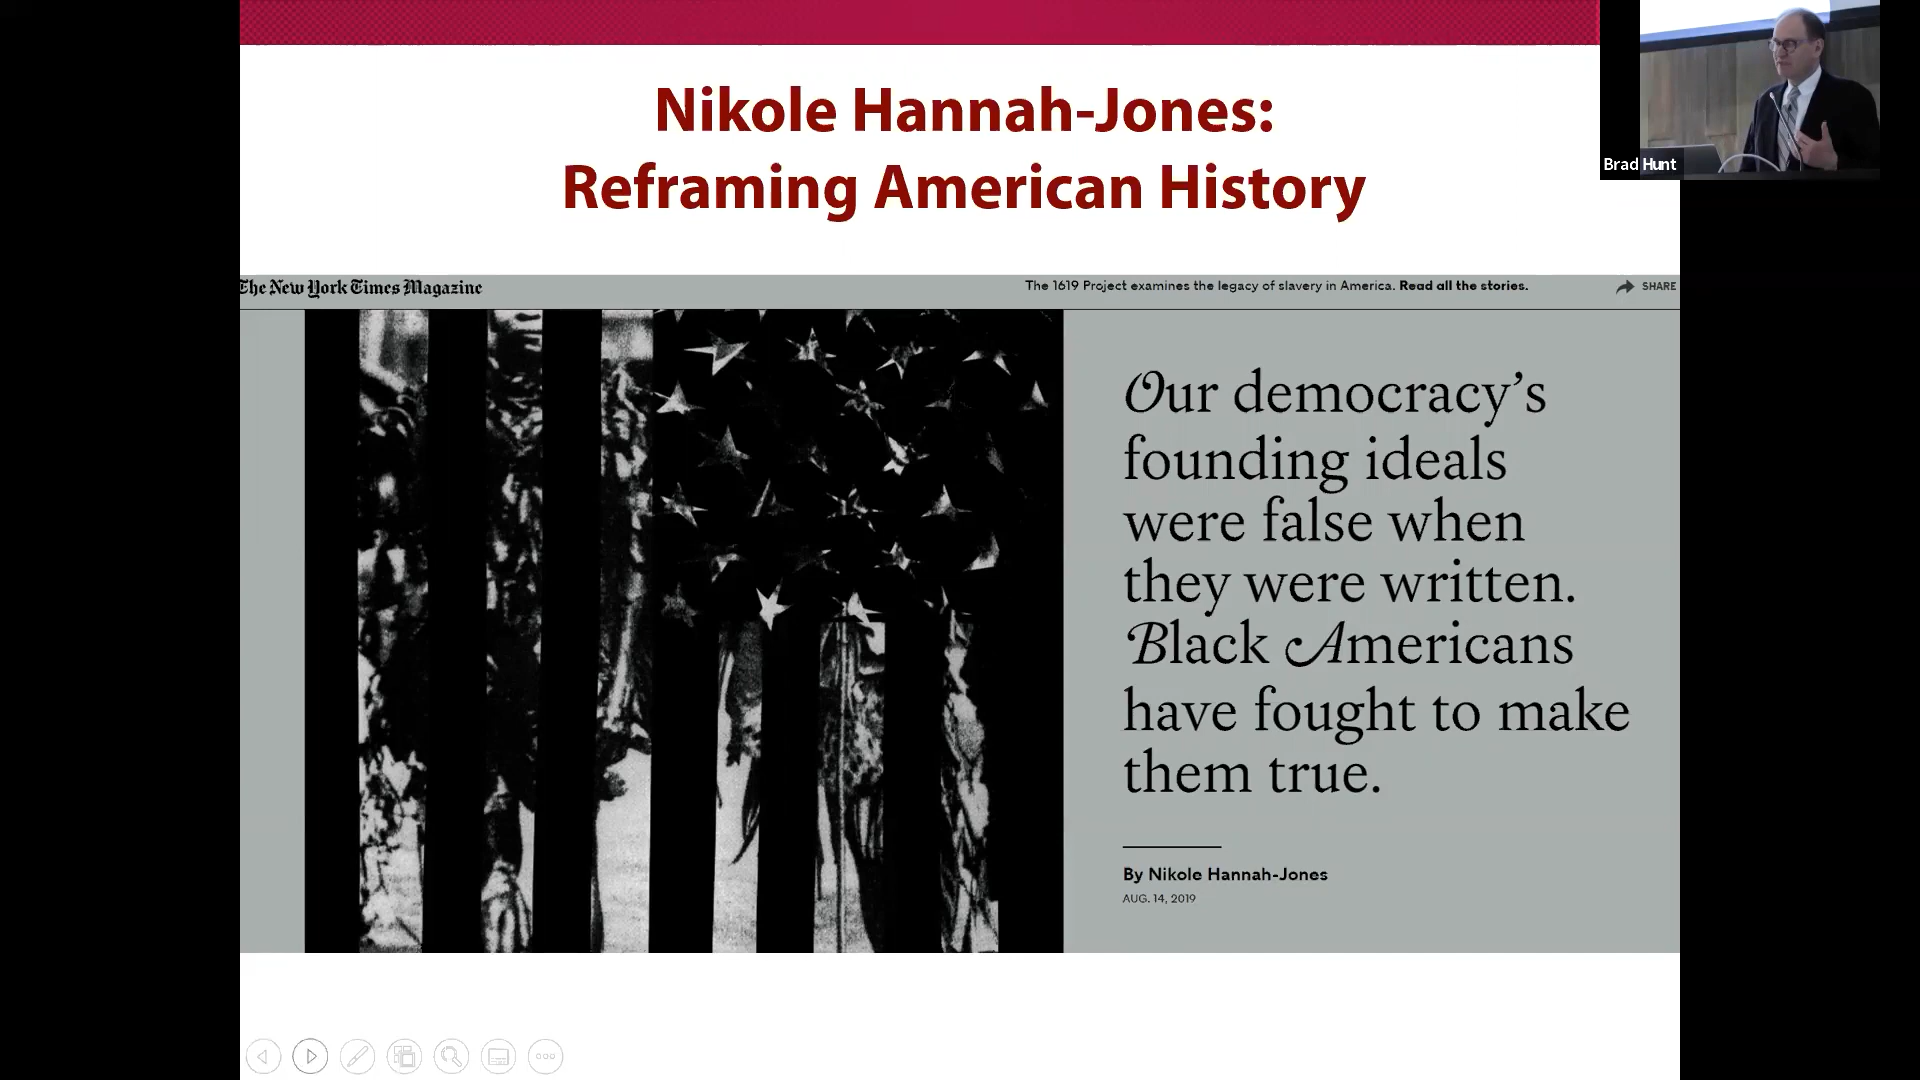 Nikole Hannah-Jones:
Reframing American History
Brad Hunt
The New York Times Magazine
The 1619 Project examines the legacy of slavery in America. Read all the stories.
SHARE
Our democracy’s
founding ideals
were false when
they were written.
Black Americans
have fought to make
them true.
By Nikole Hannah-Jones
AUG. 14, 2019